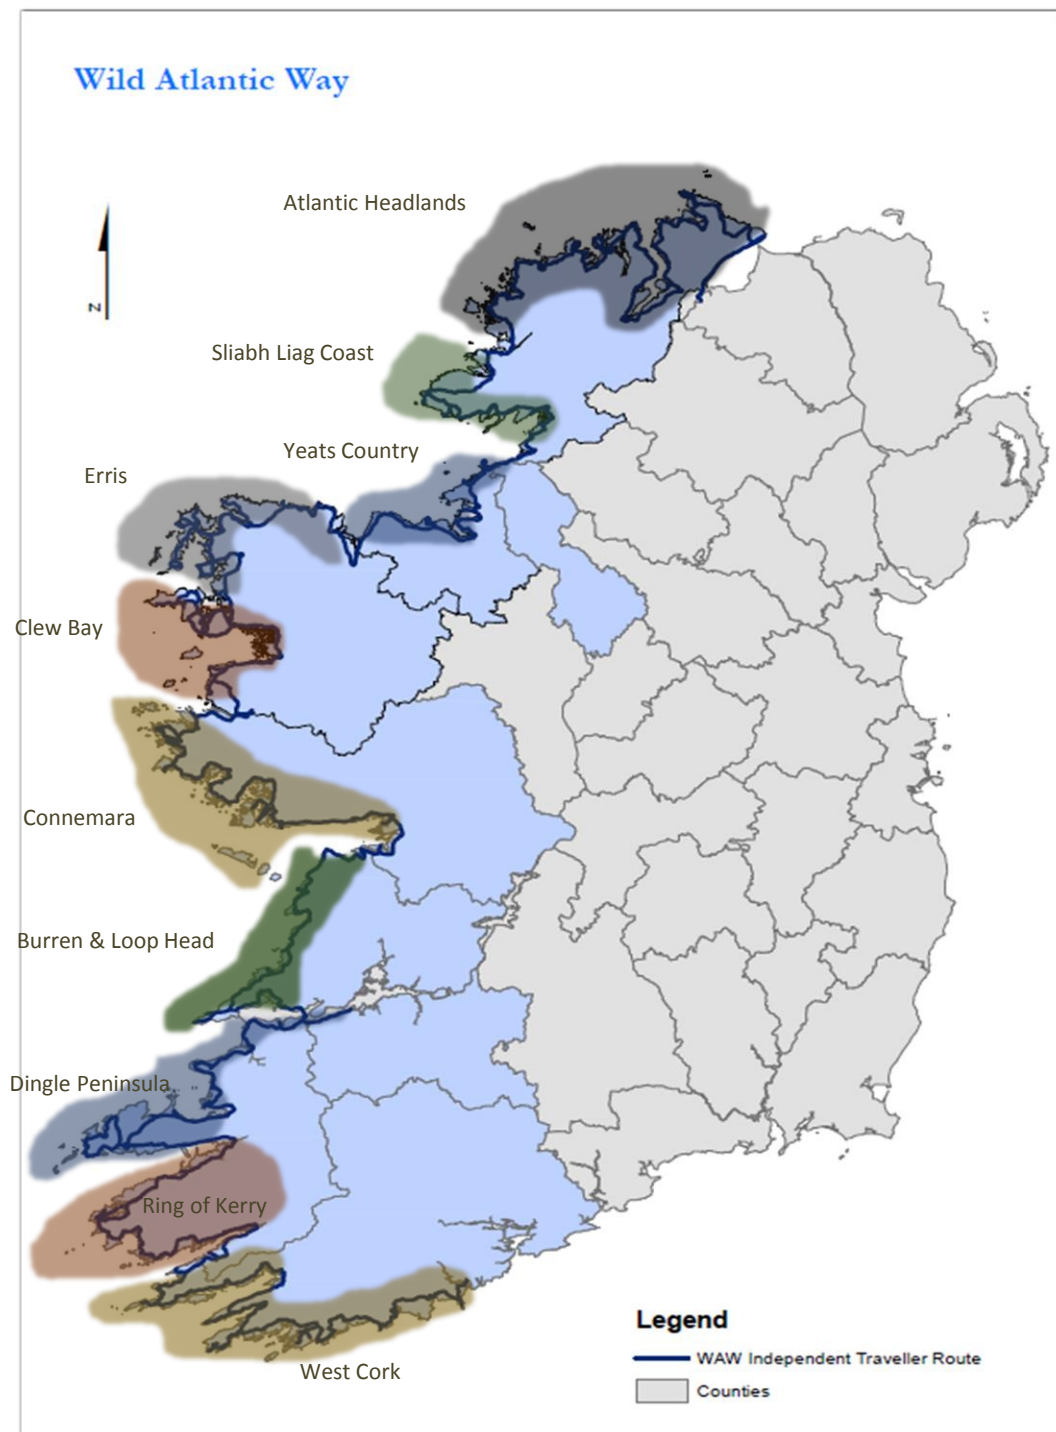 Wild Atlantic Way
Atlantic Headlands
N
Sliabh Liag Coast
Yeats Country
Erris
Clew Bay
Connemara
Burren & Loop Head
Dingle Peninsula
Ring of Kerry
West Cork
Legend
WAW Independent Traveller Route
Counties